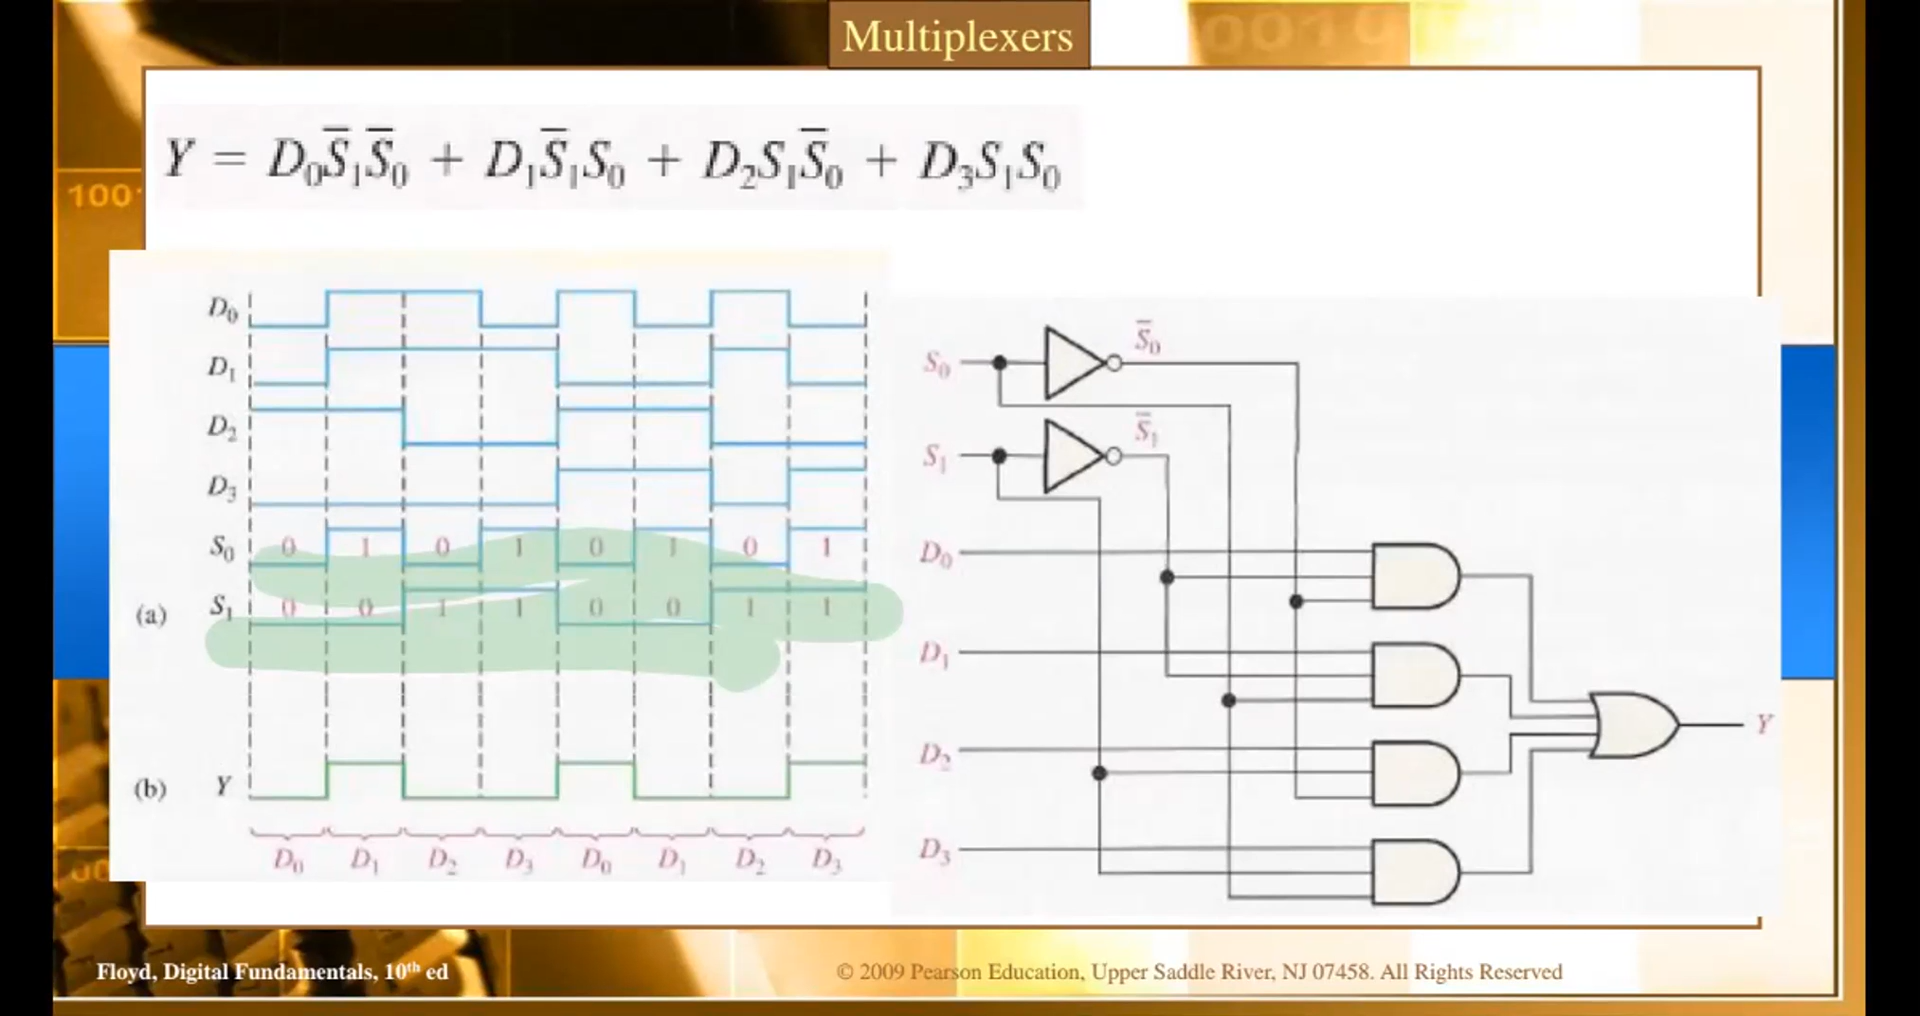 Multiplexers
Y = D₀S̅₁S̅₀ + D₁S̅₁S₀ + D₂S₁S̅₀ + D₃S₁S₀
100
0010
D₀
D₁
D₂
D₃
S₀ 0 1 0 1 0 1 0 1
(a) S₁ 0 0 1 1 0 0 1 1
(b) Y
D₀ D₁ D₂ D₃ D₀ D₁ D₂ D₃
S₀ S̅₀
S₁ S̅₁
D₀
D₁
D₂
Y
D₃
Floyd, Digital Fundamentals, 10th ed
© 2009 Pearson Education, Upper Saddle River, NJ 07458. All Rights Reserved